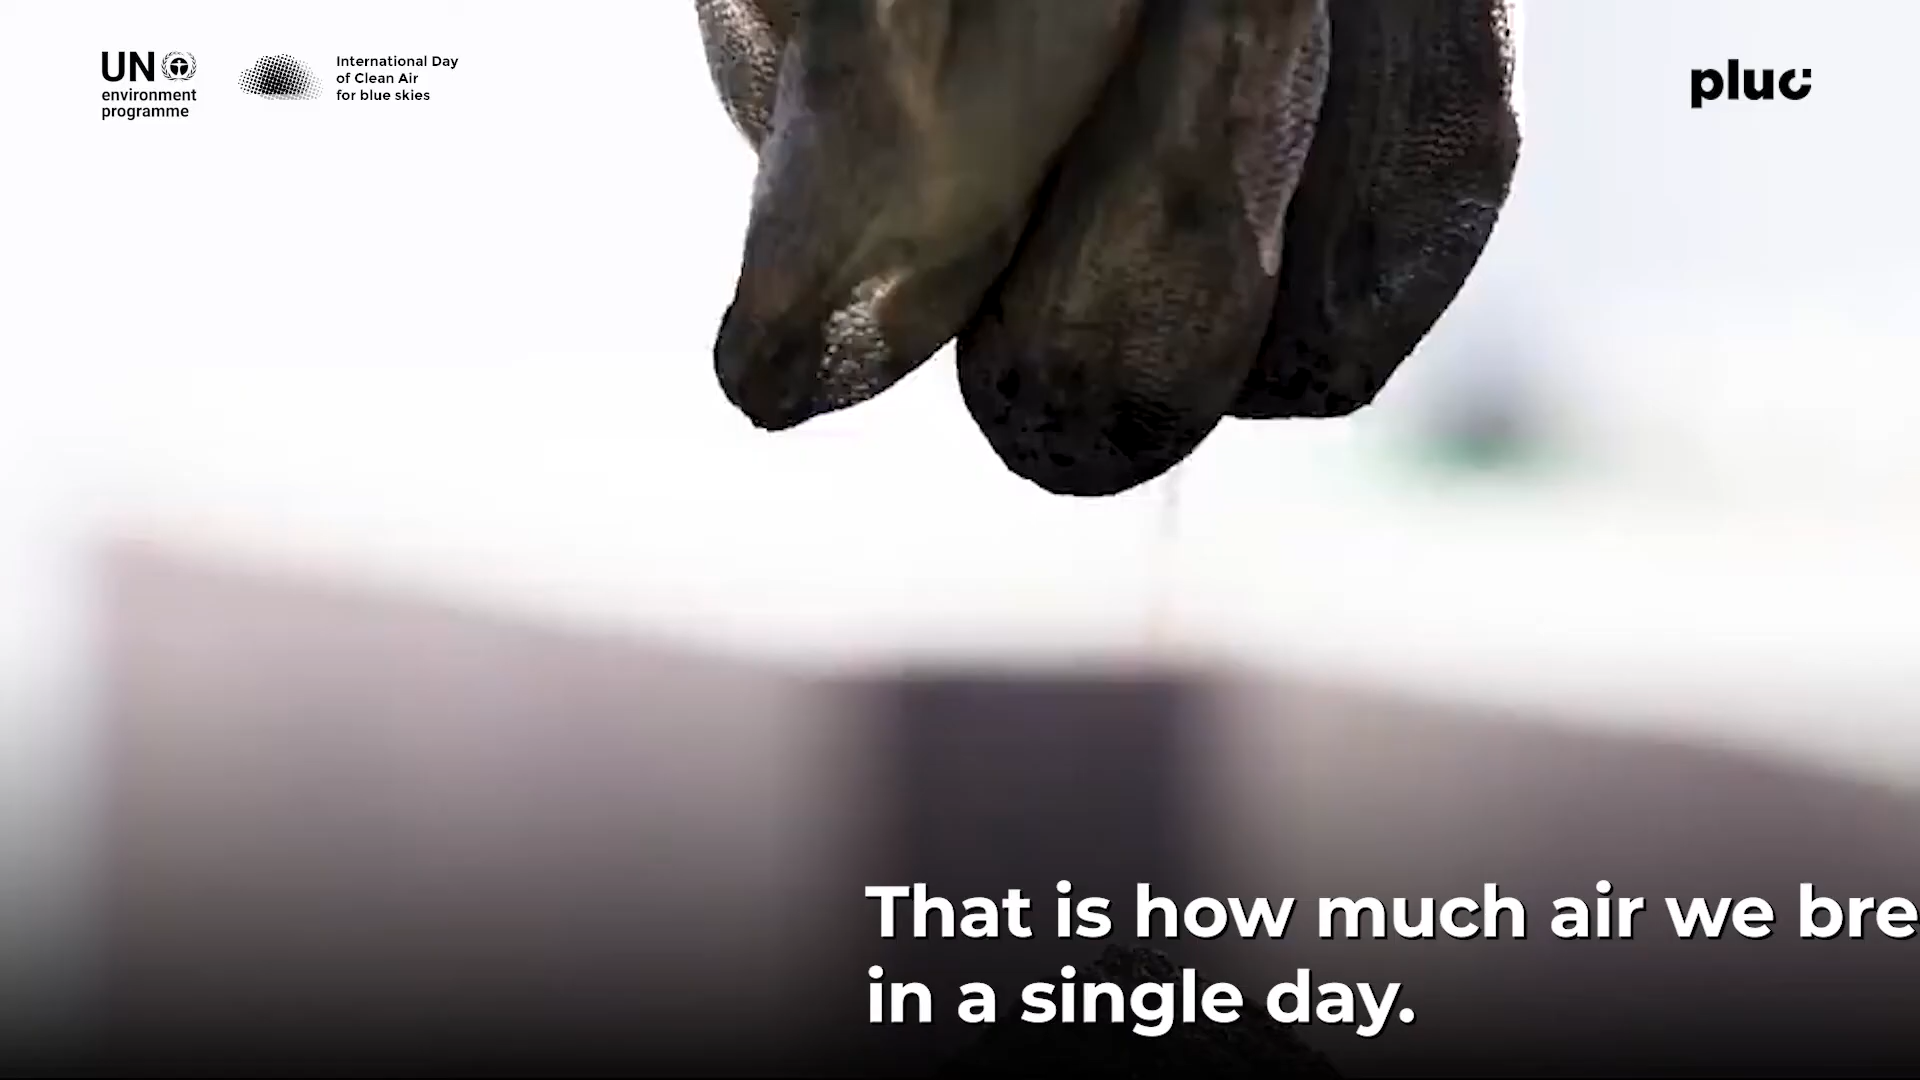 UN
environment
programme
International Day
of Clean Air
for blue skies
pluc
That is how much air we bre
in a single day.